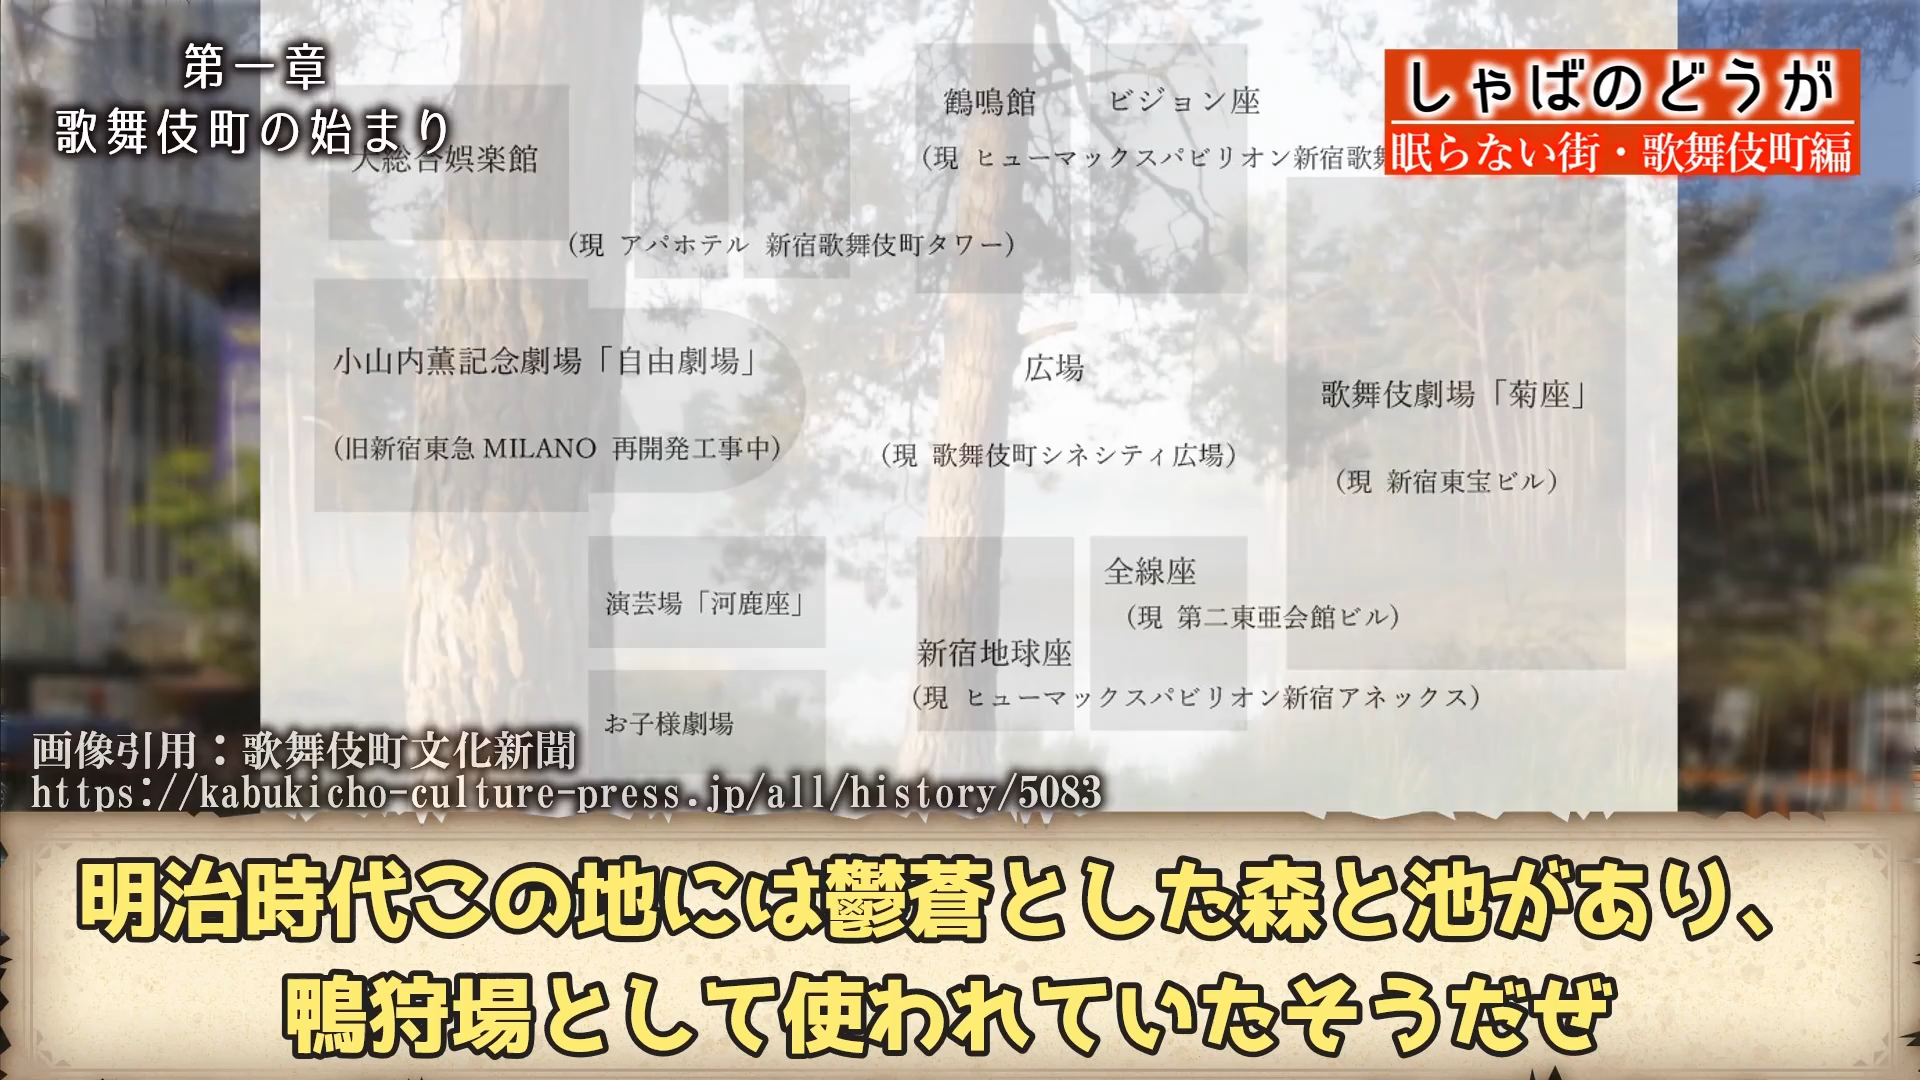 第一章
歌舞伎町の始まり
しゃばのどうが
眠らない街・歌舞伎町編
大総合娯楽館
(現 アパホテル 新宿歌舞伎町タワー)
鶴鳴館
ビジョン座
(現 ヒューマックスパビリオン新宿歌舞
小山内薫記念劇場「自由劇場」
(旧新宿東急 MILANO 再開発工事中)
広場
(現 歌舞伎町シネシティ広場)
歌舞伎劇場「菊座」
(現 新宿東宝ビル)
演芸場「河鹿座」
お子様劇場
全線座
(現 第二東亜会館ビル)
新宿地球座
(現 ヒューマックスパビリオン新宿アネックス)
画像引用：歌舞伎町文化新聞
https://kabukicho-culture-press.jp/all/history/5083
明治時代この地には鬱蒼とした森と池があり、
鴨狩場として使われていたそうだぜ